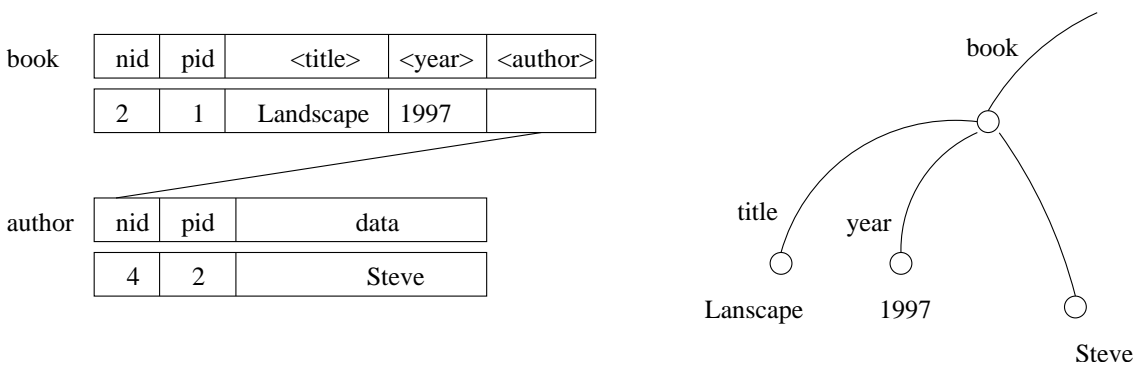 book nid pid <title> <year> <author>
2 1 Landscape 1997
author nid pid data
4 2 Steve
book
title
year
Lanscape 1997
Steve